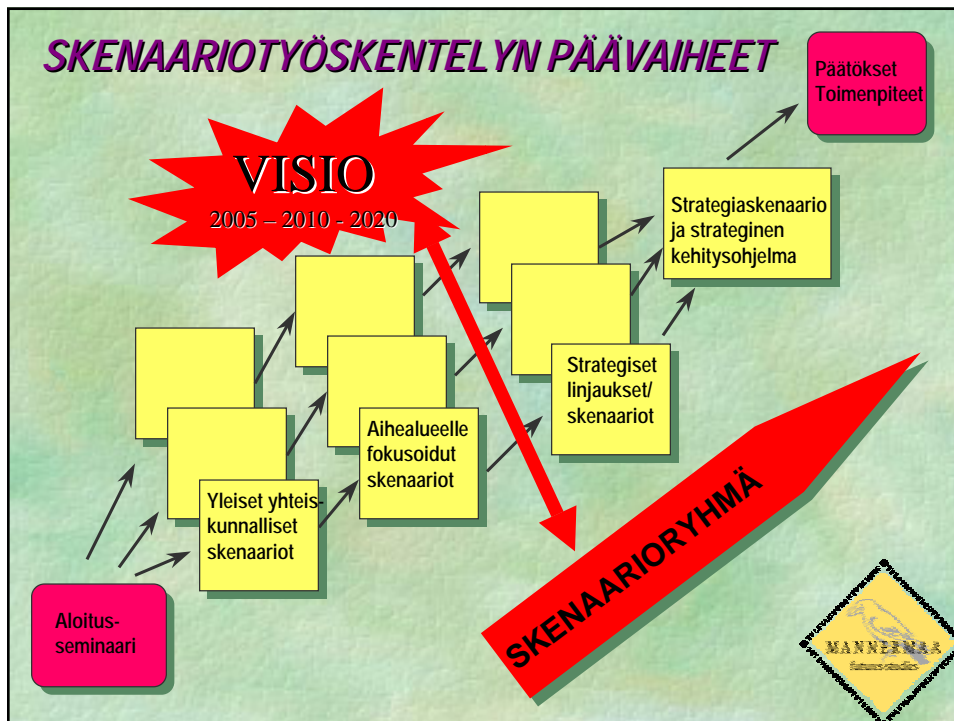 SKENAARIOTYÖSKENTELYN PÄÄVAIHEET
Päätökset
Toimenpiteet
VISIO
2005 – 2010 - 2020
Strategiaskenaario
ja strateginen
kehitysohjelma
Strategiset
linjaukset/
skenaariot
Aihealueelle
fokusoidut
skenaariot
Yleiset yhteis-
kunnalliset
skenaariot
Aloitus-
seminaari
SKENAARIORYHMÄ
MANNERMAA
futures studies